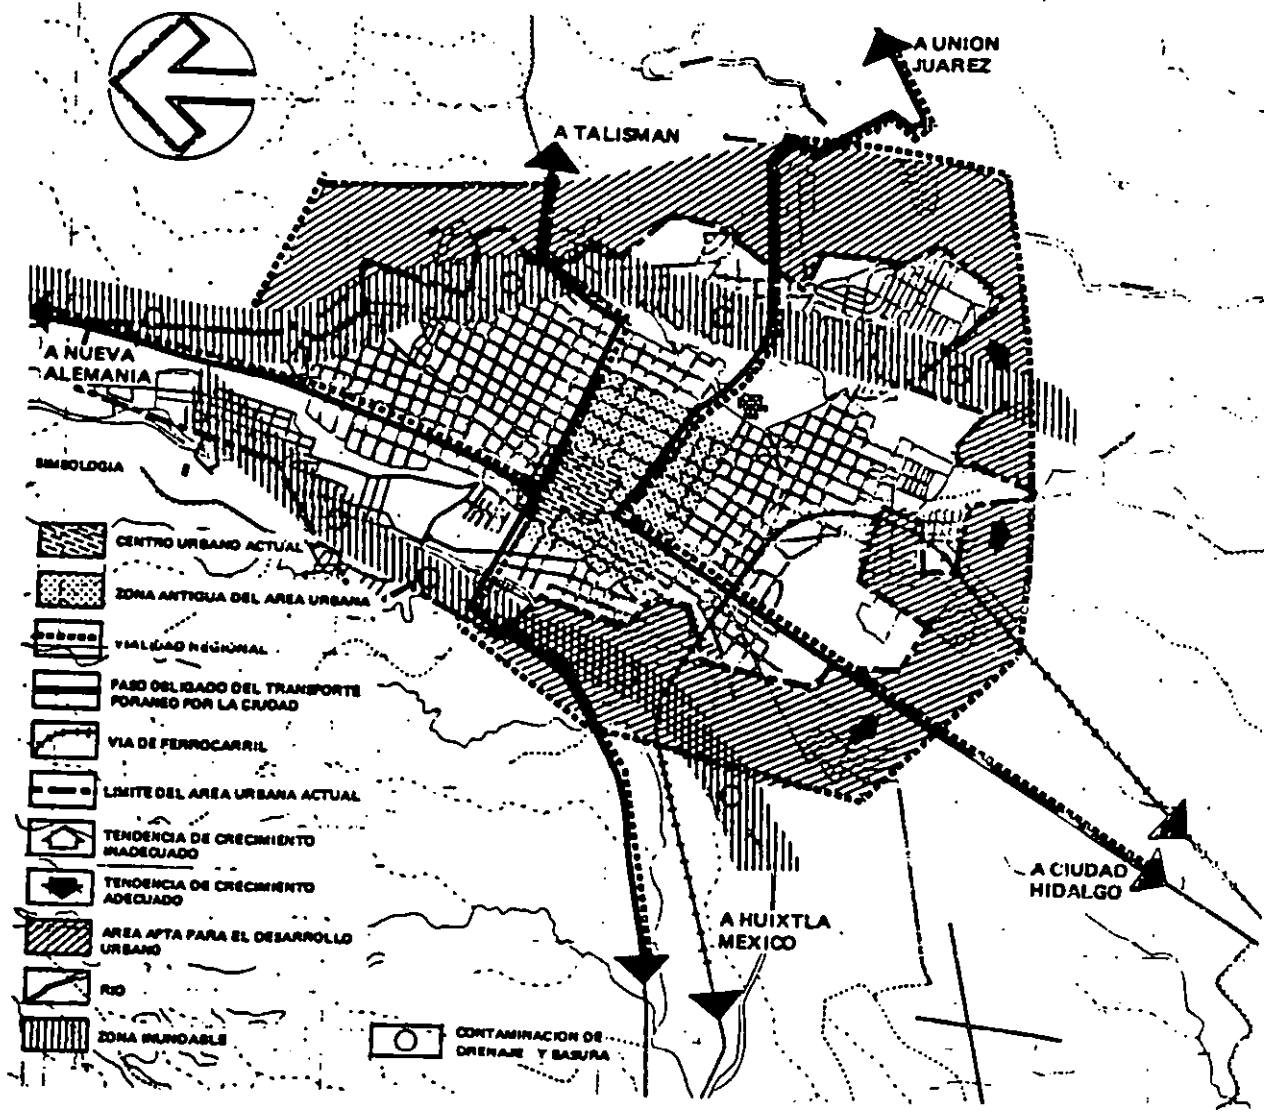 A UNION
JUAREZ
A TALISMAN
A NUEVA
ALEMANIA
SIMBOLOGIA
CENTRO URBANO ACTUAL
ZONA ANTIGUA DEL AREA URBANA
VIALIDAD REGIONAL
PASO OBLIGADO DEL TRANSPORTE
FORANEO POR LA CIUDAD
VIA DE FERROCARRIL
LIMITE DEL AREA URBANA ACTUAL
TENDENCIA DE CRECIMIENTO
INADECUADO
TENDENCIA DE CRECIMIENTO
ADECUADO
AREA APTA PARA EL DESARROLLO
URBANO
RIO
ZONA INUNDABLE
CONTAMINACION DE
DRENAJE Y BASURA
A HUIXTLA
MEXICO
A CIUDAD
HIDALGO